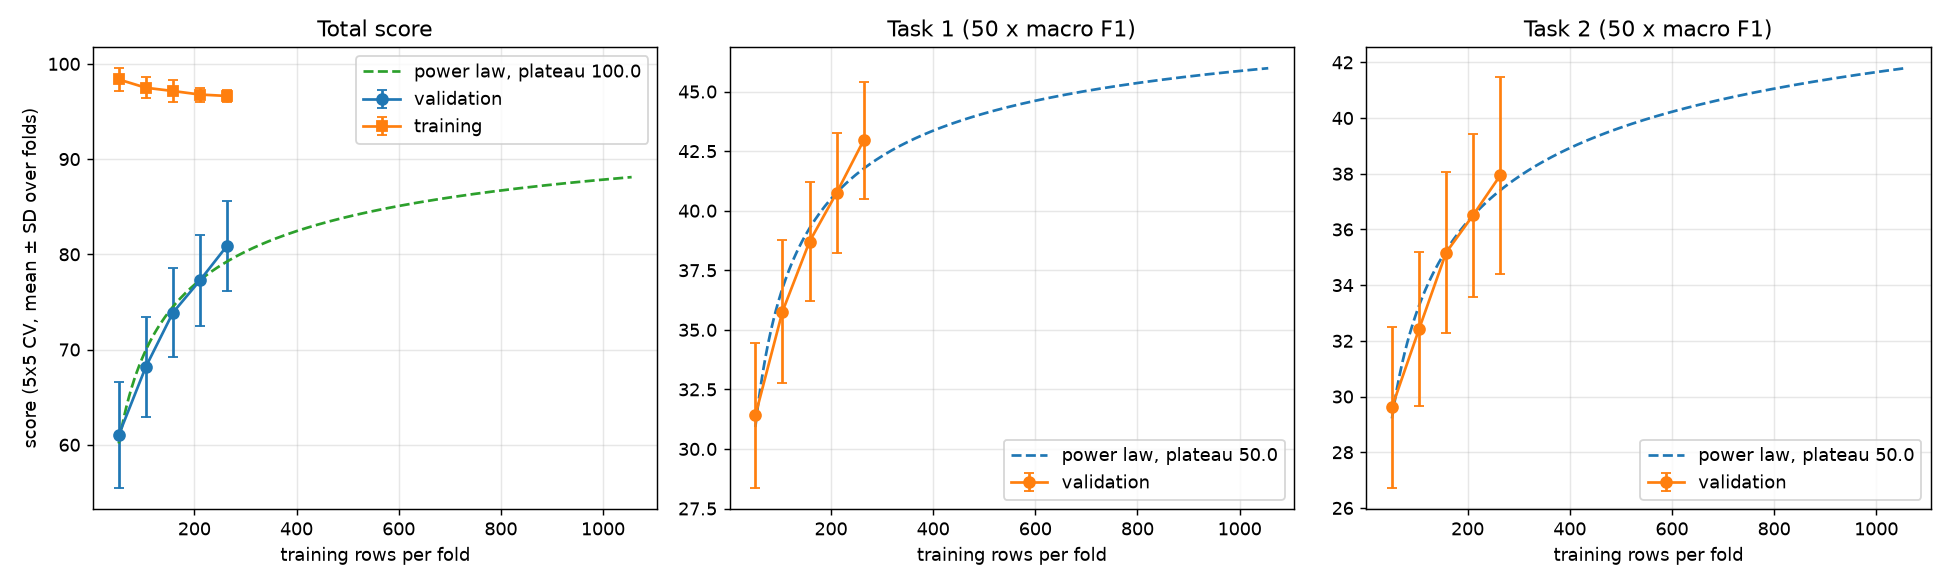 Total score
100
90
80
70
60
200
400
600
800
1000
score (5x5 CV, mean ± SD over folds)
training rows per fold
power law, plateau 100.0
validation
training
Task 1 (50 x macro F1)
45.0
42.5
40.0
37.5
35.0
32.5
30.0
27.5
200
400
600
800
1000
training rows per fold
power law, plateau 50.0
validation
Task 2 (50 x macro F1)
42
40
38
36
34
32
30
28
26
200
400
600
800
1000
training rows per fold
power law, plateau 50.0
validation